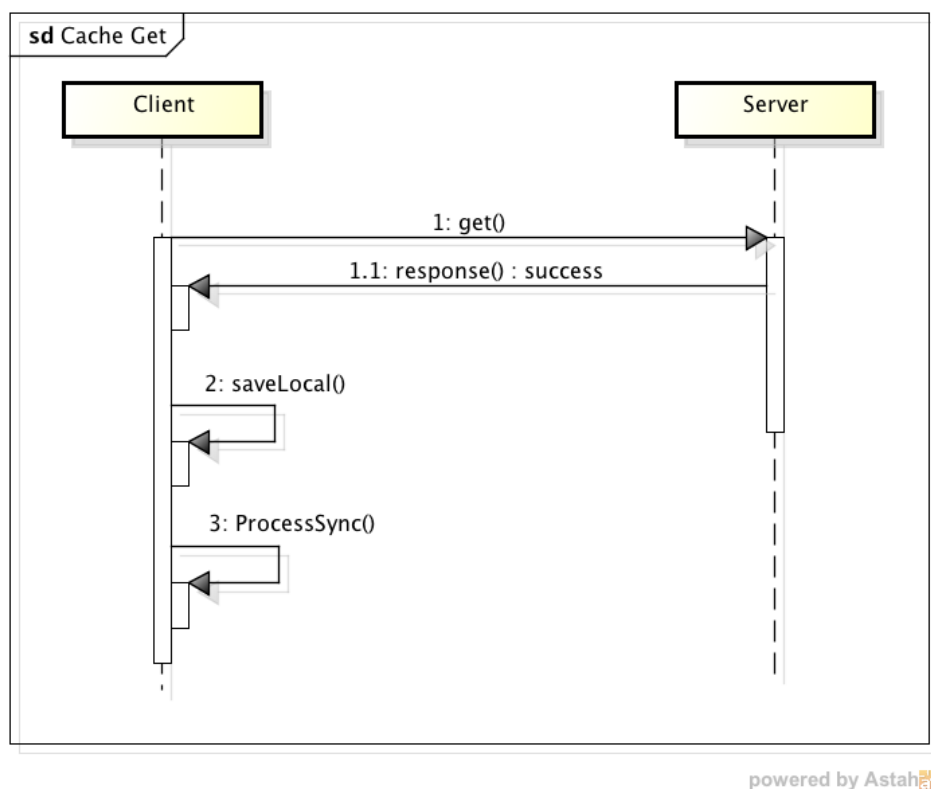 sd Cache Get
Client
Server
1: get()
1.1: response() : success
2: saveLocal()
3: ProcessSync()
powered by Astah